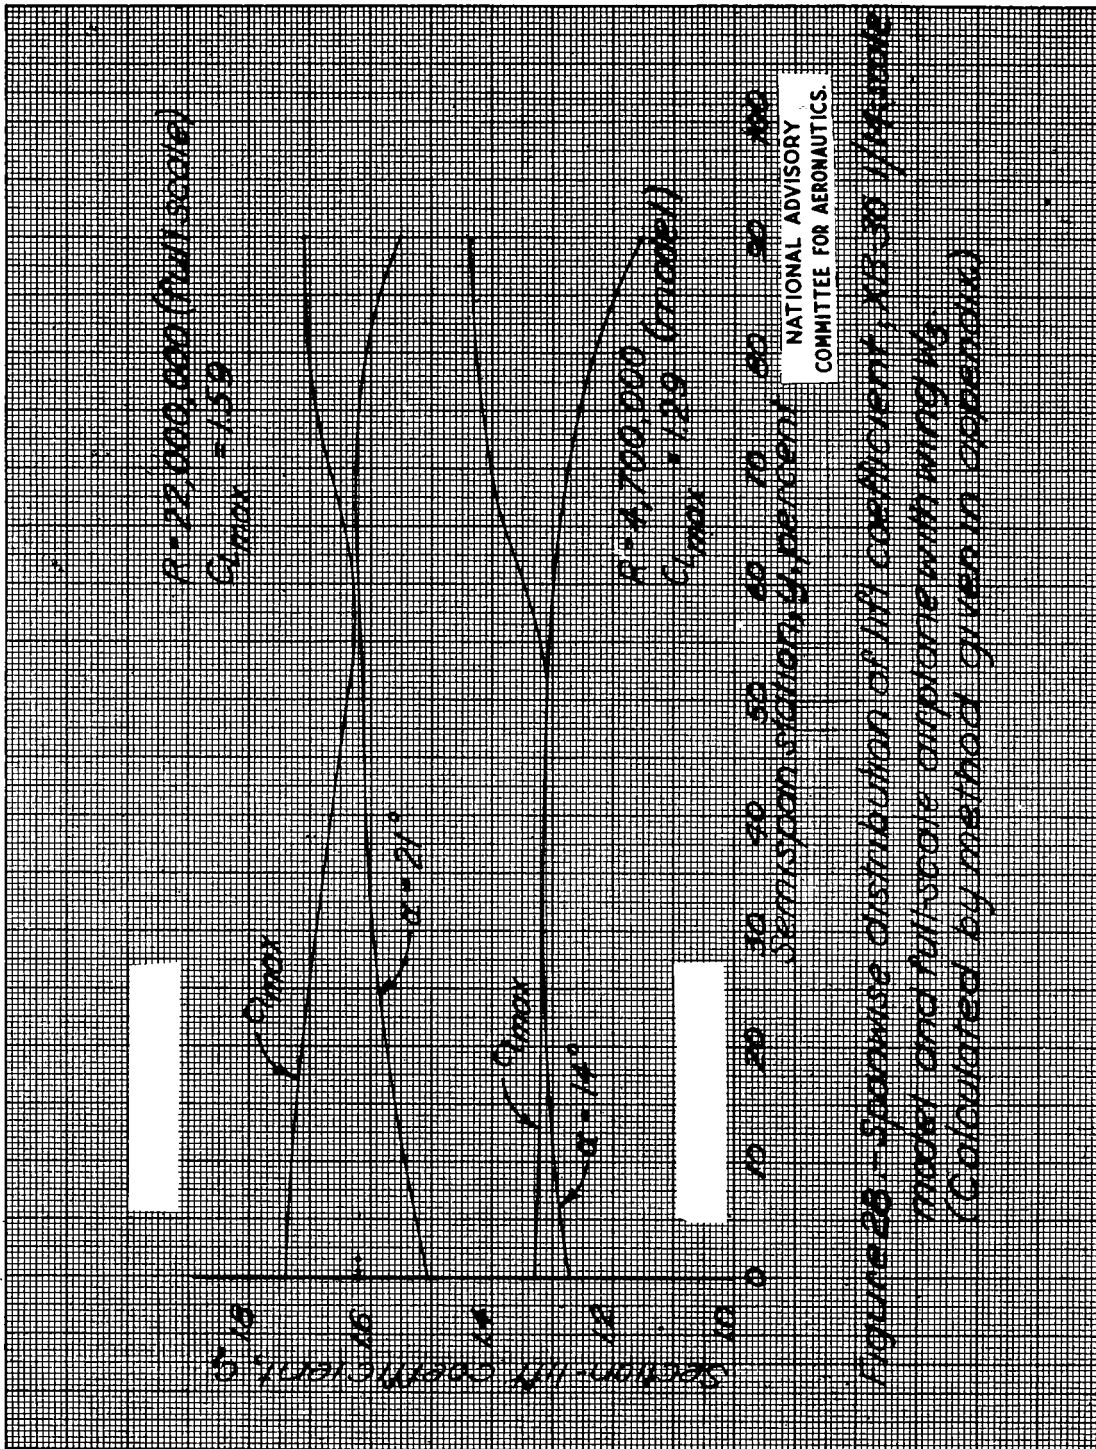 R = 22,000,000 (full scale)
CLmax = 1.59
Clmax
α = 21°
Clmax
α = 14°
R = 4,700,000
CLmax = 1.29 (model)
Section-lift coefficient, cl
1.8
1.6
1.4
1.2
1.0
0 10 20 30 40 50 60 70 80 90 100
Semispan station, y, percent
NATIONAL ADVISORY
COMMITTEE FOR AERONAUTICS.
Figure 28.- Spanwise distribution of lift coefficient, XB-36 1/14-scale
model and full-scale airplane with wing W3.
(Calculated by method given in appendix)